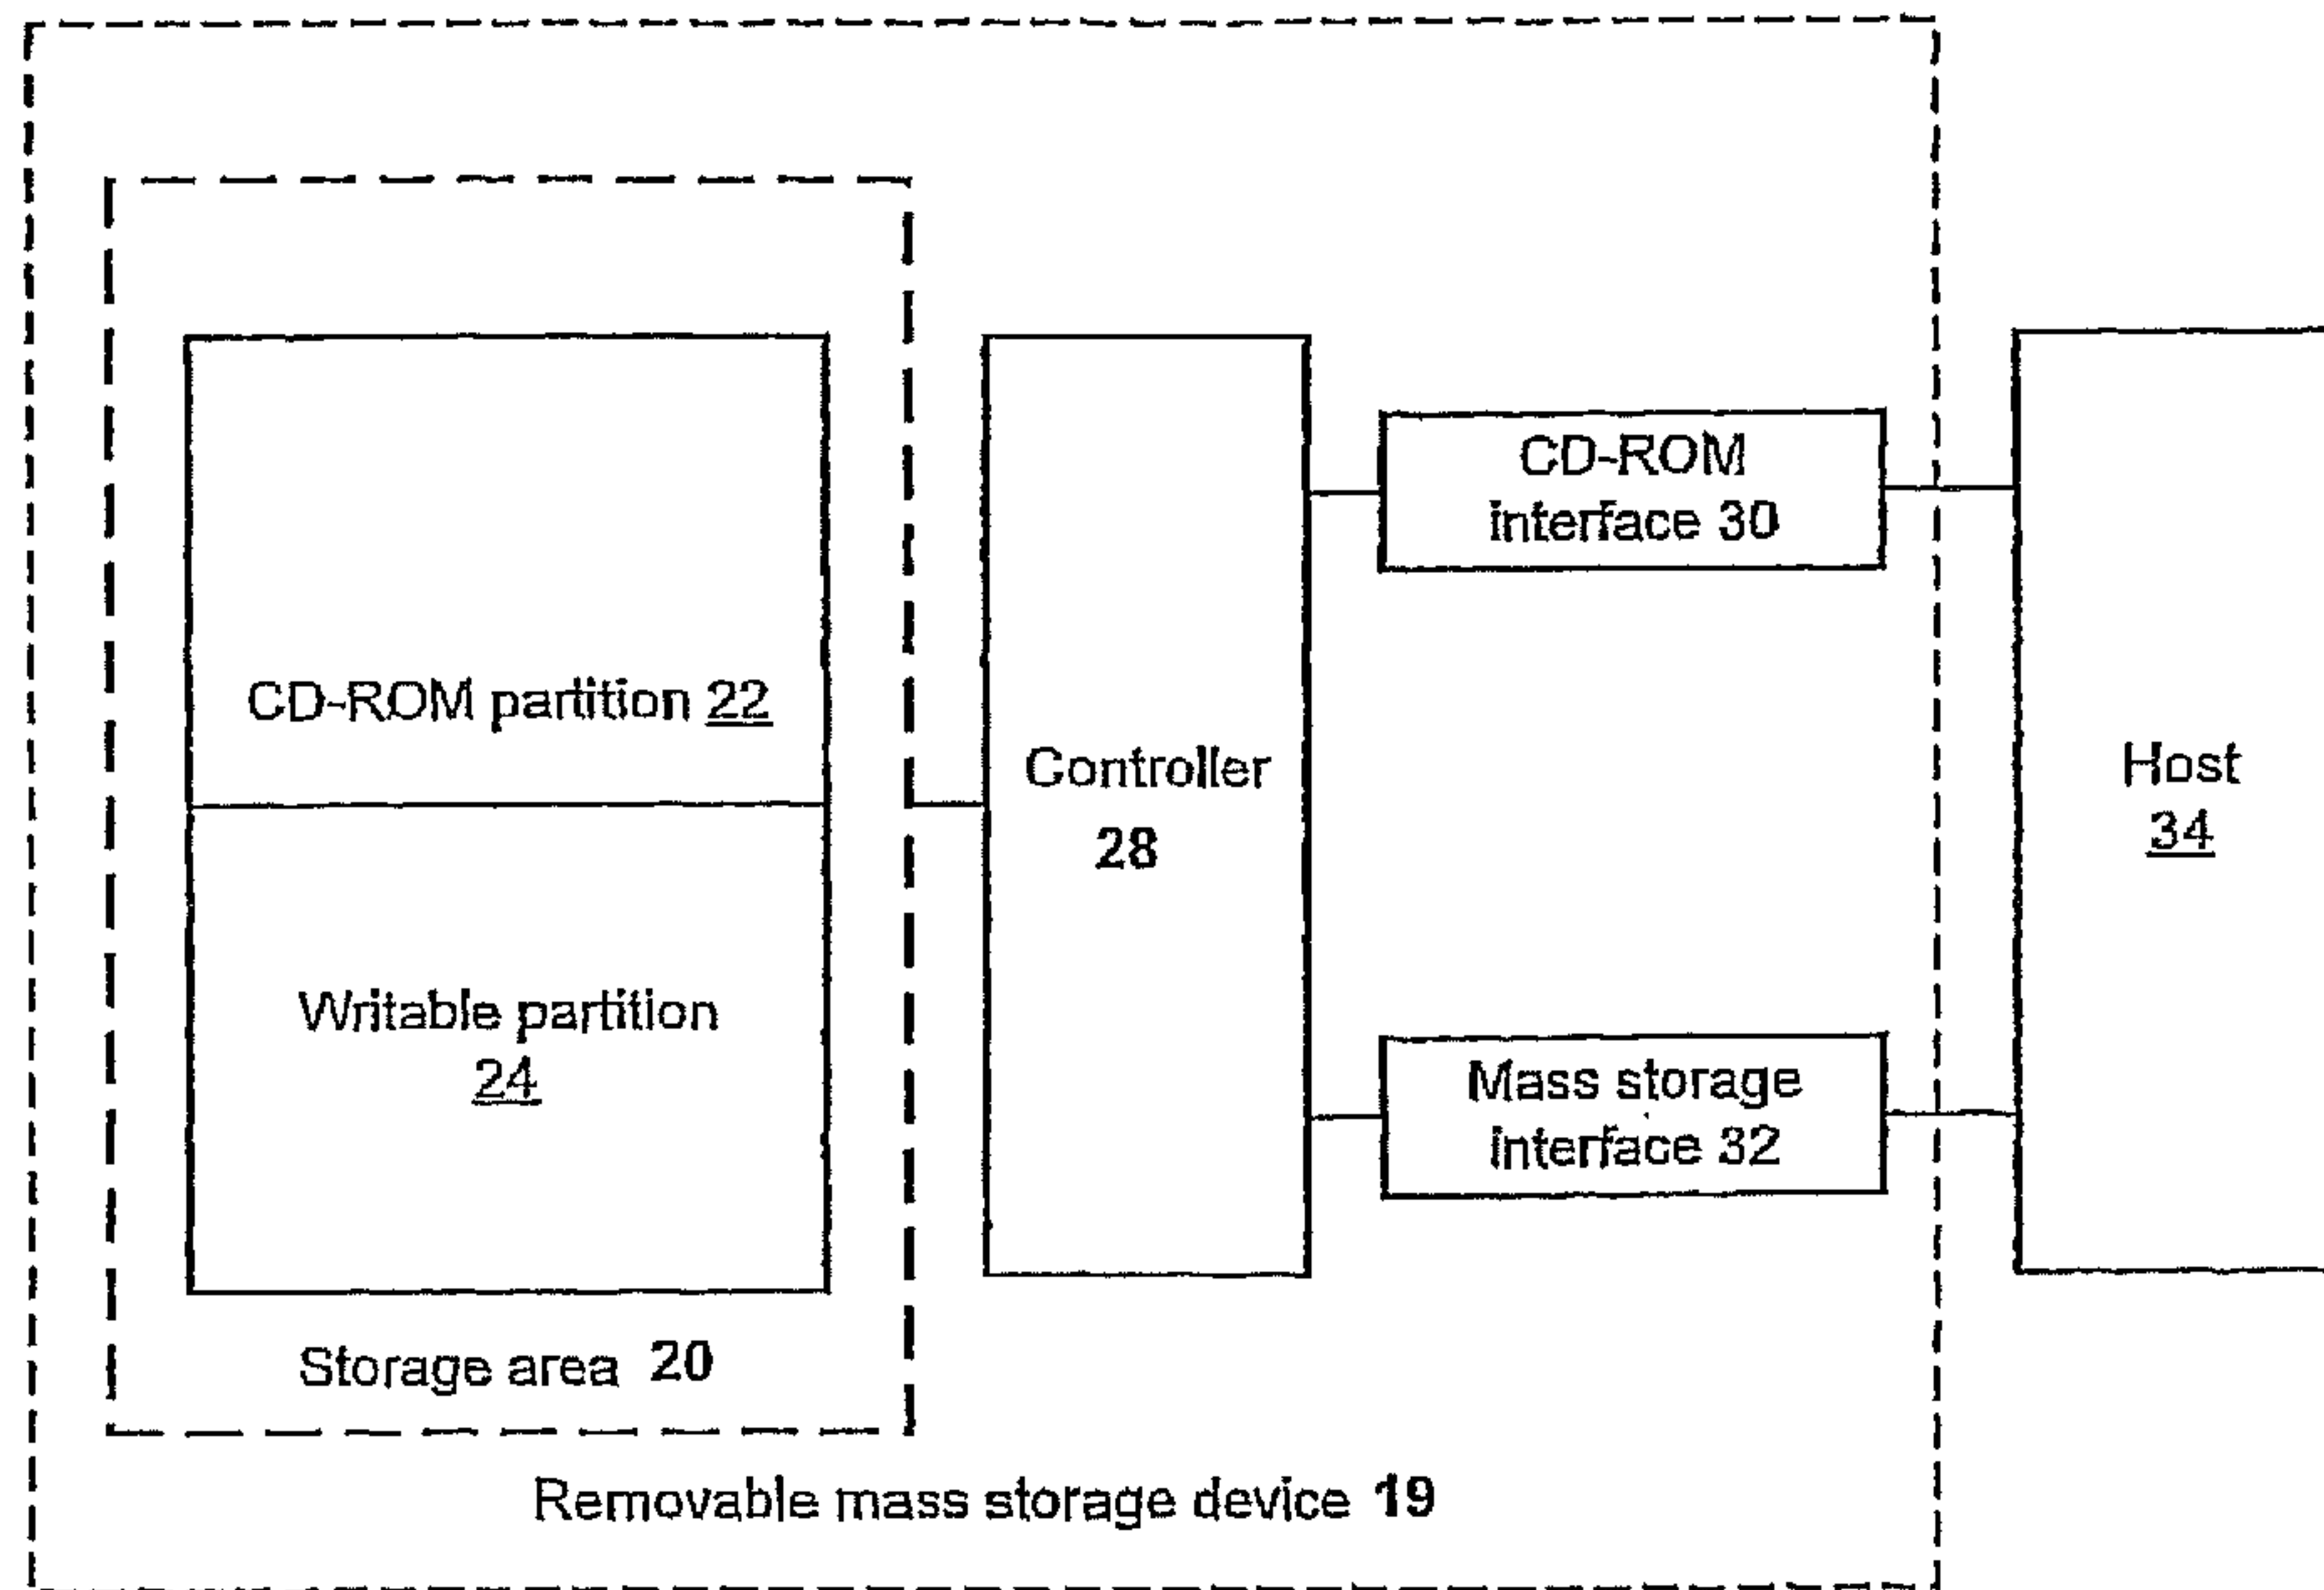 CD-ROM partition 22
Writable partition
24
Storage area 20
Controller
28
CD-ROM
interface 30
Mass storage
interface 32
Host
34
Removable mass storage device 19